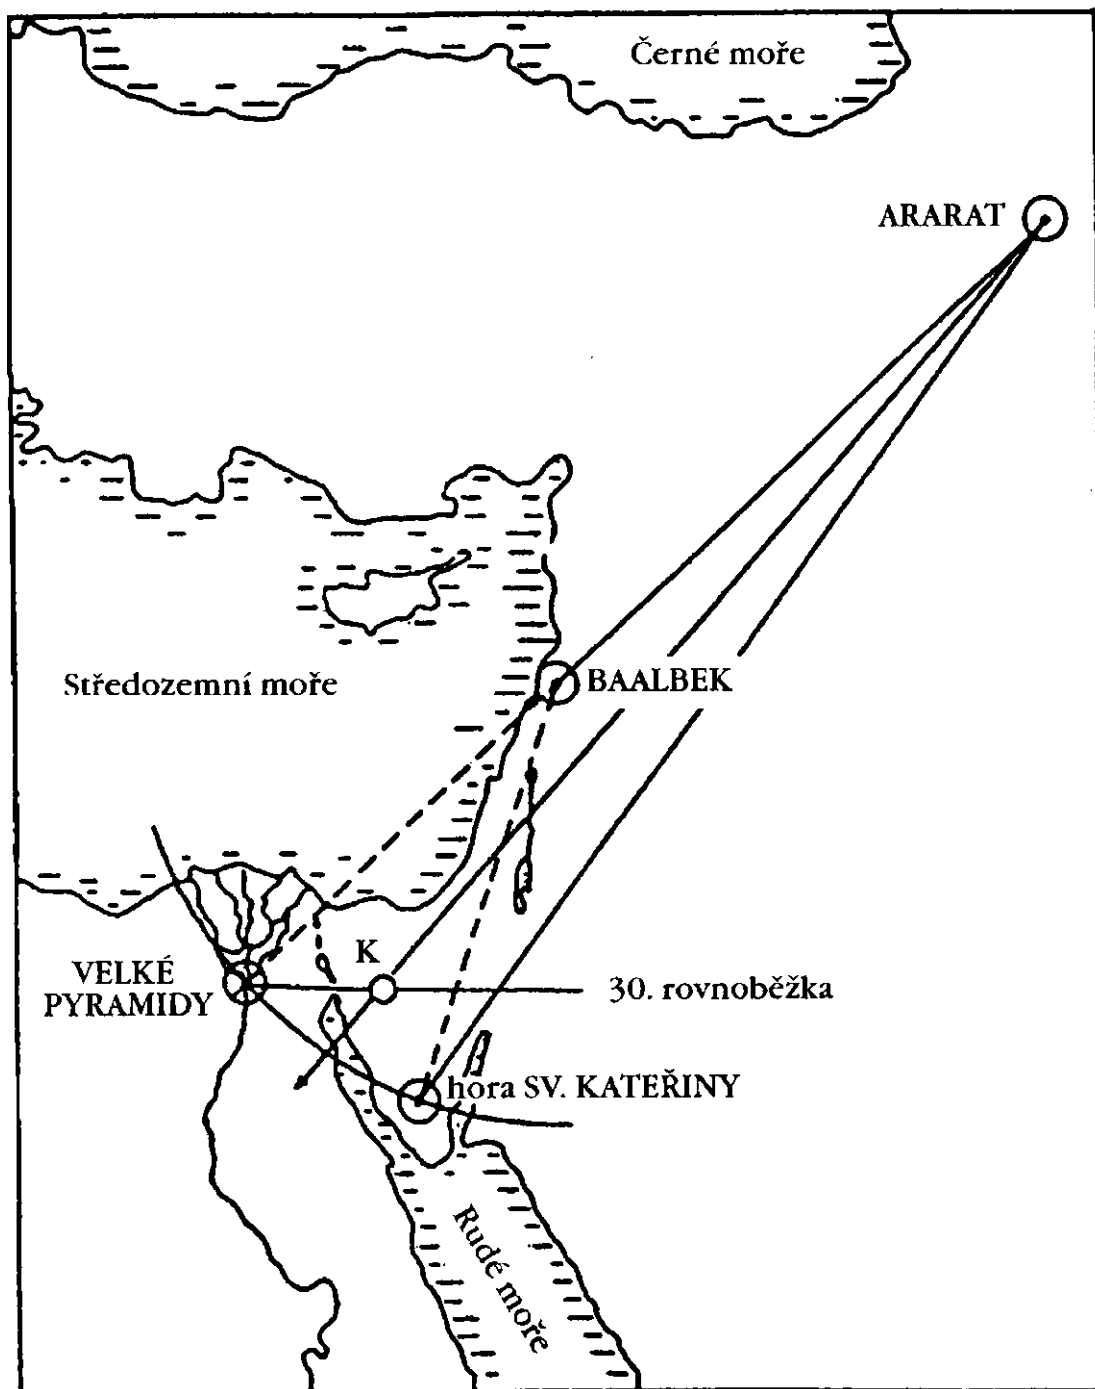 Černé moře
ARARAT
Středozemní moře
BAALBEK
K
VELKÉ
PYRAMIDY
30. rovnoběžka
hora SV. KATEŘINY
Rudé moře